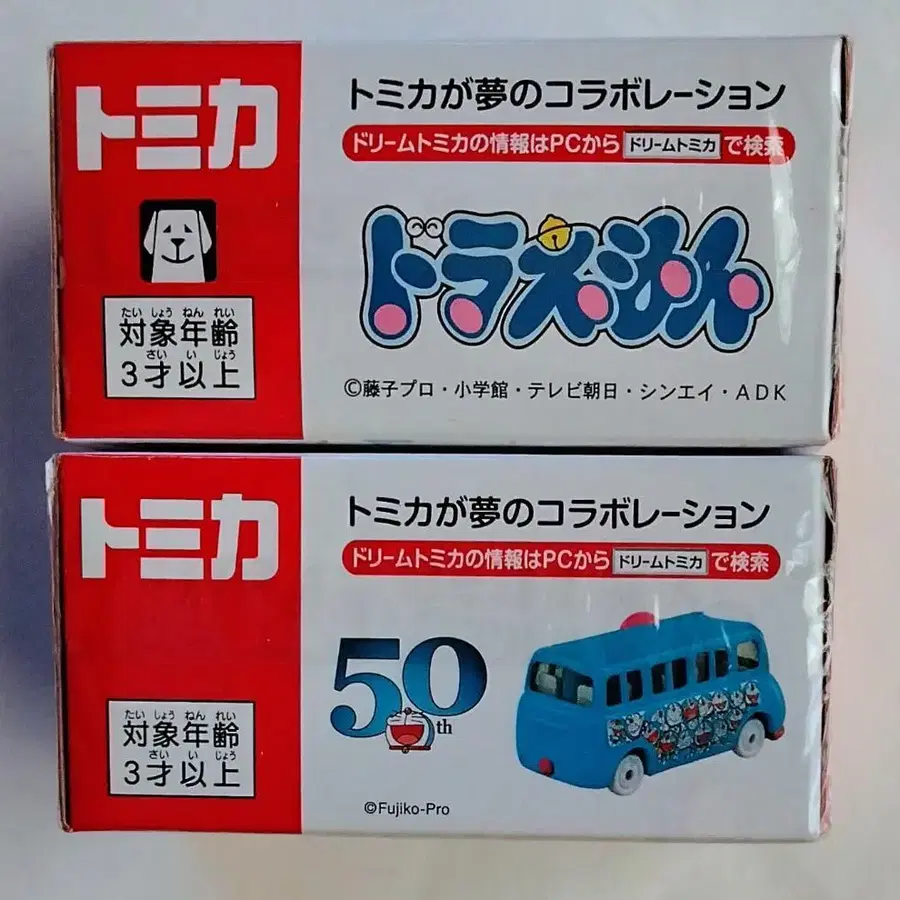 トミカ
トミカが夢のコラボレーション
ドリームトミカの情報はPCから ドリームトミカ で検索
ドラえもん
たい しょう ねん れい
対象年齢
さい い じょう
3才以上
©藤子プロ・小学館・テレビ朝日・シンエイ・ADK
トミカ
トミカが夢のコラボレーション
ドリームトミカの情報はPCから ドリームトミカ で検索
50th
たい しょう ねん れい
対象年齢
さい い じょう
3才以上
©Fujiko-Pro